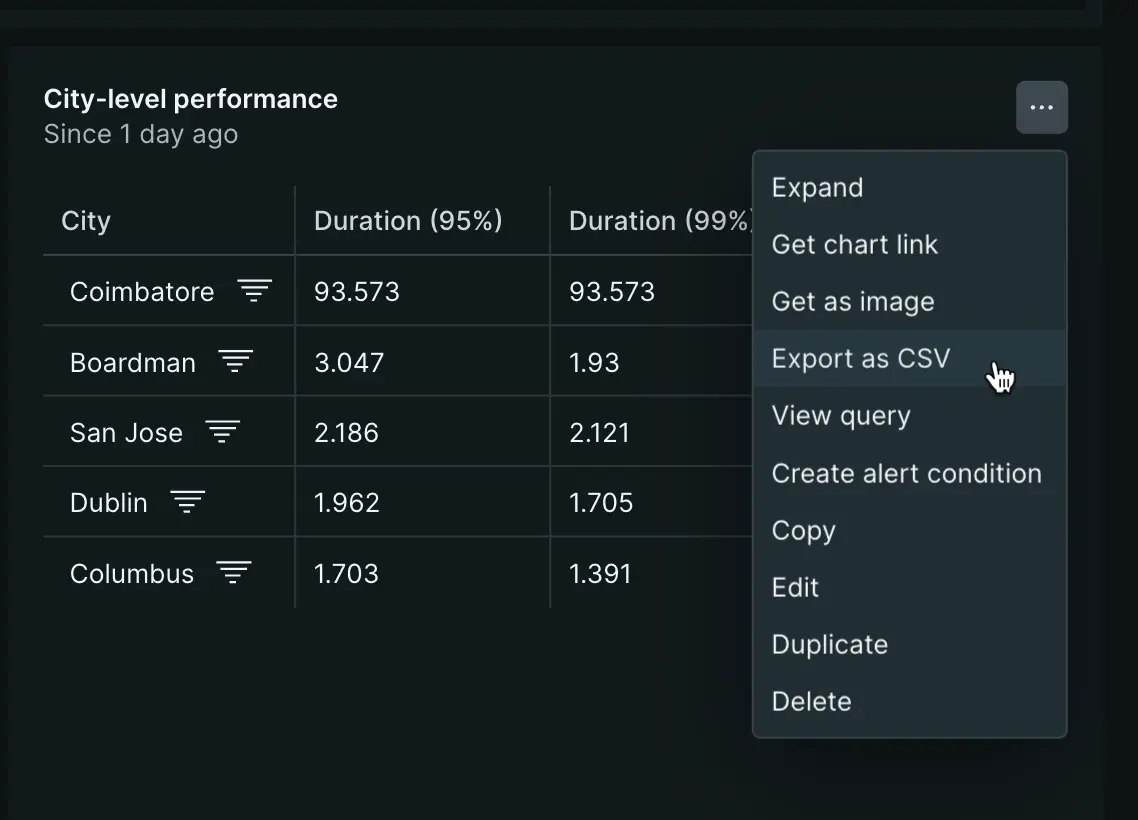 City-level performance
Since 1 day ago
...
City Duration (95%) Duration (99%)
Coimbatore 93.573 93.573
Boardman 3.047 1.93
San Jose 2.186 2.121
Dublin 1.962 1.705
Columbus 1.703 1.391
Expand
Get chart link
Get as image
Export as CSV
View query
Create alert condition
Copy
Edit
Duplicate
Delete